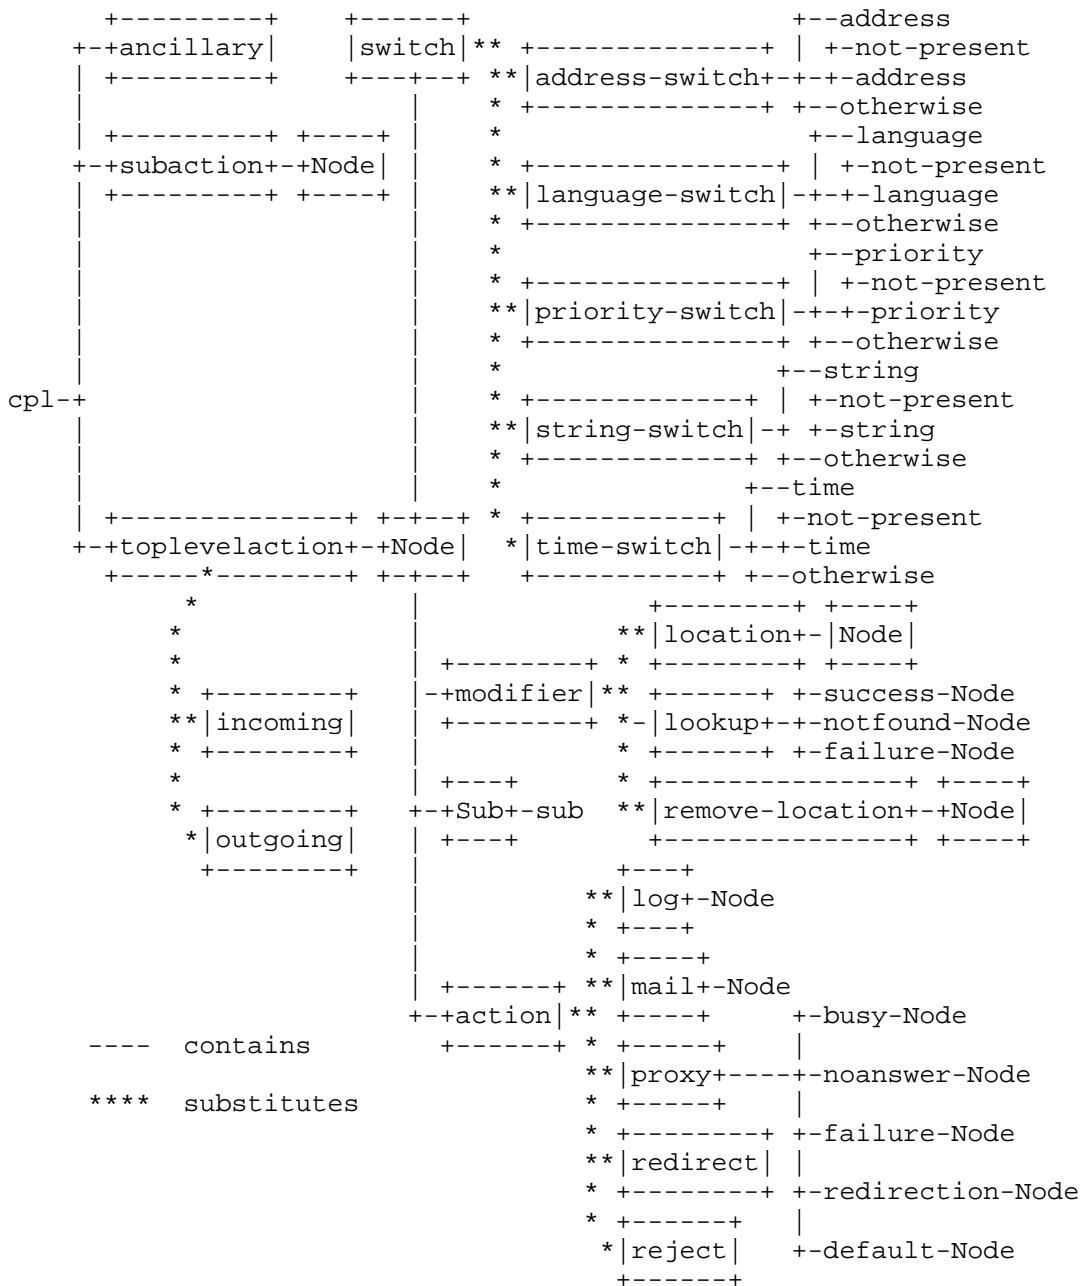 +---------+    +------+                    +--address
    +-+ancillary|    |switch|** +--------------+ | +-not-present
    | +---------+    +---+--+ **|address-switch+-+-+-address
    |                    |    * +--------------+ +--otherwise
    | +---------+ +----+ |    *                   +--language
    +-+subaction+-+Node| |    * +---------------+ | +-not-present
    | +---------+ +----+ |    **|language-switch|-+-+-language
    |                    |    * +---------------+ +--otherwise
    |                    |    *                   +--priority
    |                    |    * +---------------+ | +-not-present
    |                    |    **|priority-switch|-+-+-priority
    |                    |    * +---------------+ +--otherwise
    |                    |    *                 +--string
cpl-+                    |    * +-------------+ | +-not-present
    |                    |    **|string-switch|-+ +-string
    |                    |    * +-------------+ +--otherwise
    |                    |    *               +--time
    | +--------------+ +-+--+ * +-----------+ | +-not-present
    +-+toplevelaction+-+Node|  *|time-switch|-+-+-time
      +-----*--------+ +-+--+   +-----------+ +--otherwise
           *             |              +--------+ +----+
          *              |            **|location+-|Node|
          *              | +--------+ * +--------+ +----+
          * +--------+   |-+modifier|** +------+ +-success-Node
          **|incoming|   | +--------+ *-|lookup+-+-notfound-Node
          * +--------+   |            * +------+ +-failure-Node
          *              | +---+      * +---------------+ +----+
          * +--------+   +-+Sub+-sub  **|remove-location+-+Node|
           *|outgoing|   | +---+        +---------------+ +----+
            +--------+   |            +----+
                         |          **|log+-Node
                         |          * +---+
                         |          * +----+
                         | +------+ **|mail+-Node
                         +-+action|** +----+     +-busy-Node
     ----  contains        +------+ * +-----+    |
                                    **|proxy+----+-noanswer-Node
     ****  substitutes              * +-----+    |
                                    * +--------+ +-failure-Node
                                    **|redirect| |
                                    * +--------+ +-redirection-Node
                                    * +------+   |
                                     *|reject|   +-default-Node
                                      +------+